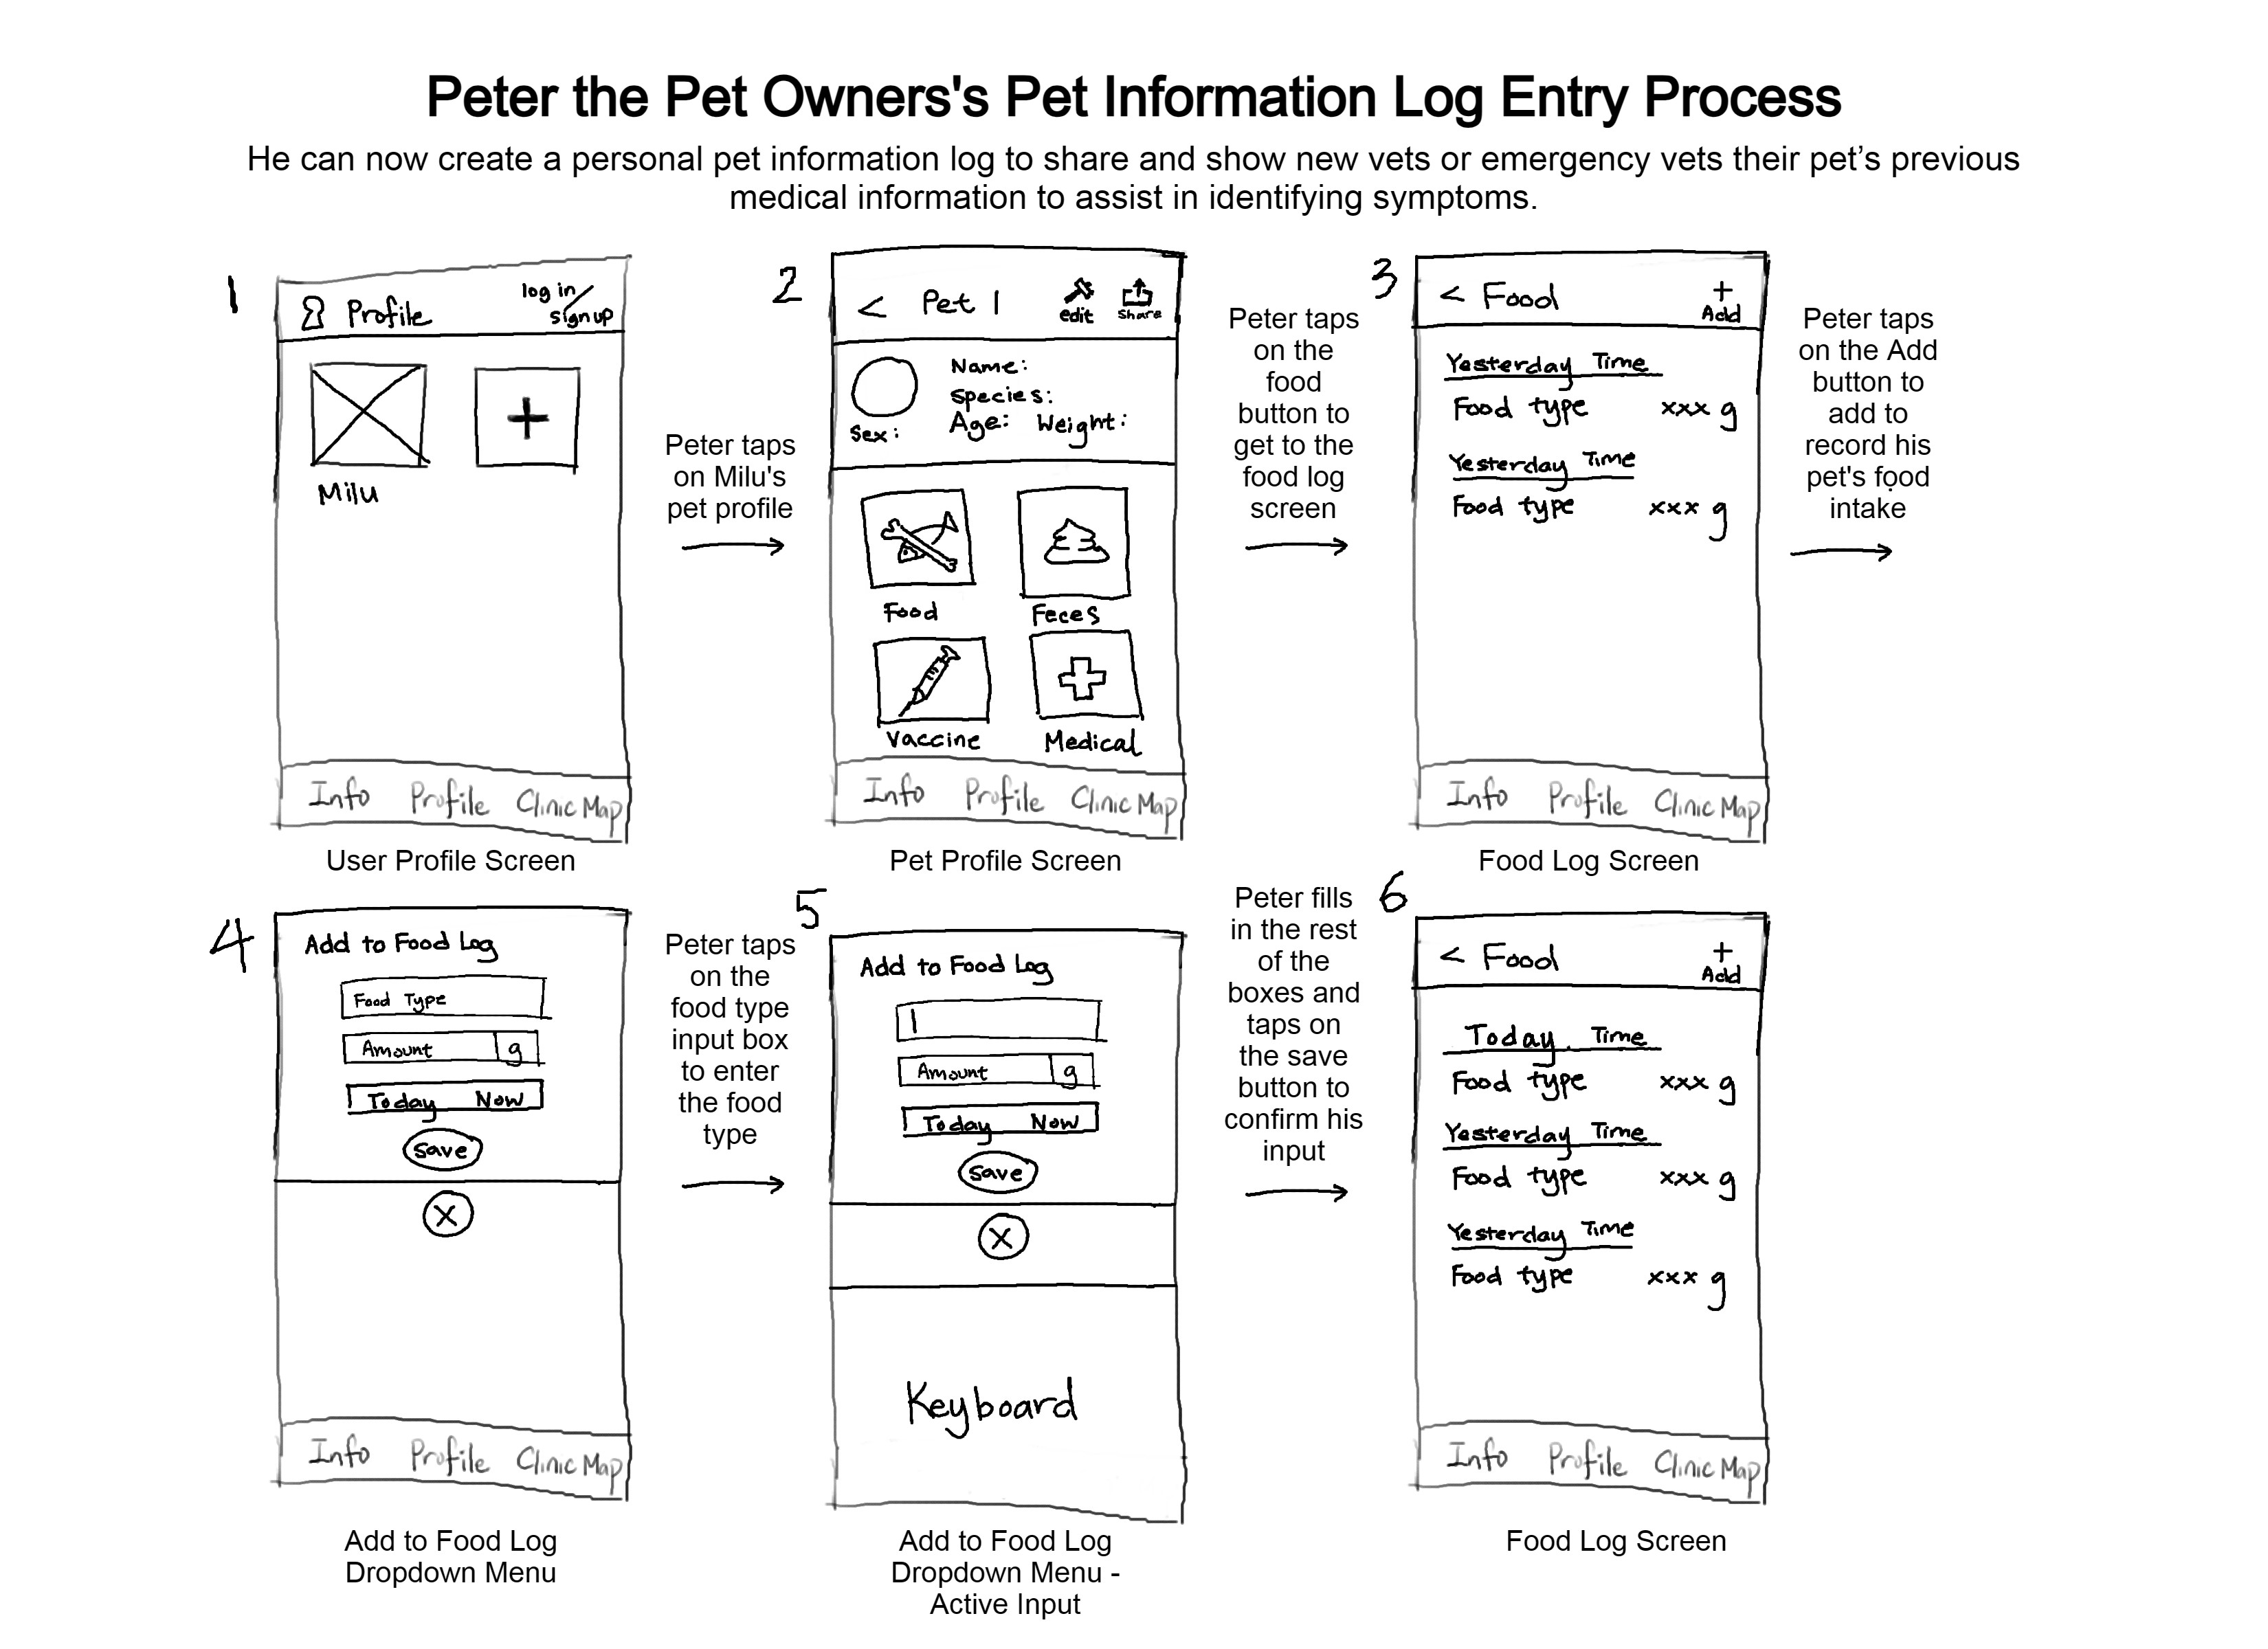 Peter the Pet Owners's Pet Information Log Entry Process
He can now create a personal pet information log to share and show new vets or emergency vets their pet’s previous
medical information to assist in identifying symptoms.
1
Profile
log in/
signup
+
Milu
Info Profile Clinic Map
User Profile Screen
Peter taps
on Milu's
pet profile
2
< Pet 1
edit
share
Name:
Species:
Sex:
Age: Weight:
Food
Feces
Vaccine
Medical
Info Profile Clinic Map
Pet Profile Screen
Peter taps
on the
food
button to
get to the
food log
screen
3
< Food
+
Add
Yesterday Time
Food type xxx g
Yesterday Time
Food type xxx g
Info Profile Clinic Map
Food Log Screen
Peter taps
on the Add
button to
add to
record his
pet's food
intake
4
Add to Food Log
Food Type
Amount g
Today Now
Save
X
Info Profile Clinic Map
Add to Food Log
Dropdown Menu
Peter taps
on the
food type
input box
to enter
the food
type
5
Add to Food Log
Amount g
Today Now
Save
X
Keyboard
Add to Food Log
Dropdown Menu -
Active Input
Peter fills
in the rest
of the
boxes and
taps on
the save
button to
confirm his
input
6
< Food
+
Add
Today Time
Food type xxx g
Yesterday Time
Food type xxx g
Yesterday Time
Food type xxx g
Info Profile Clinic Map
Food Log Screen